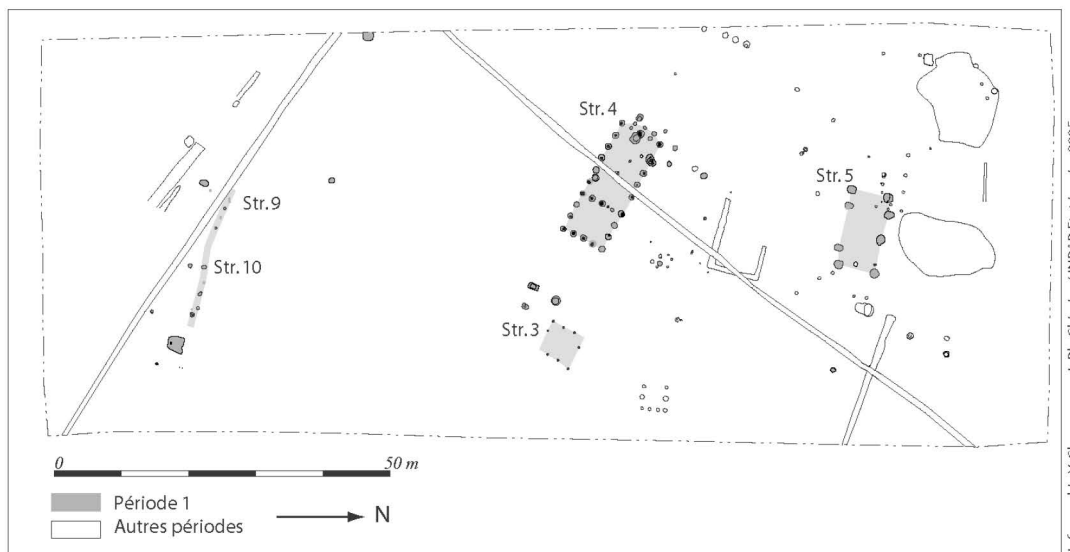 Str. 4
Str. 5
Str. 9
Str. 10
Str. 3
0 50 m
Période 1
Autres périodes
N